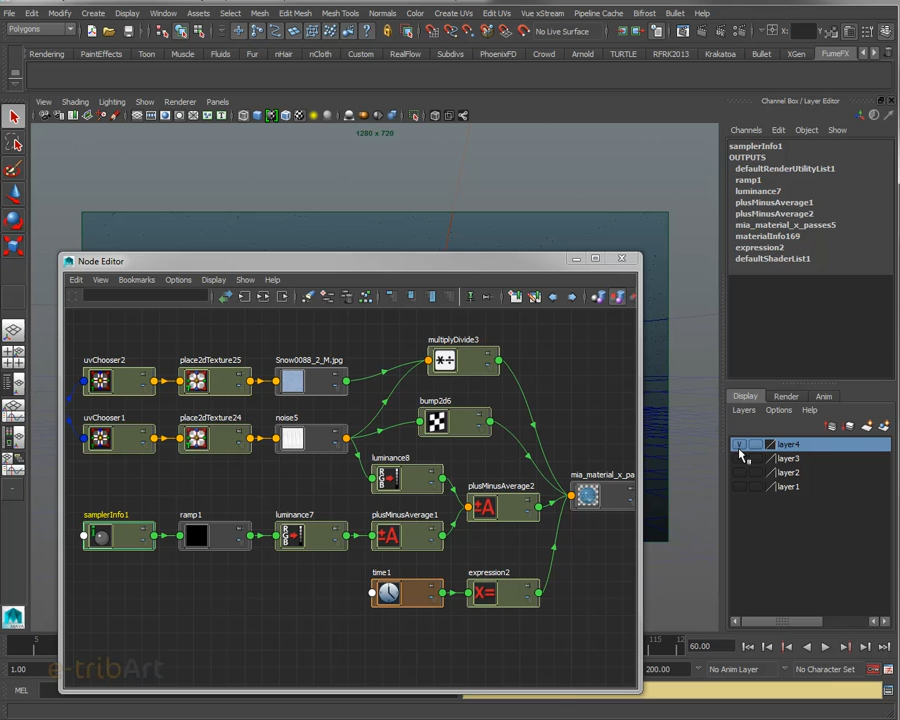 File Edit Modify Create Display Window Assets Select Mesh Edit Mesh Normals Color Create UVs Edit UVs Vue xStream Pipeline Cache Bifrost Bullet Help
Polygons No Live Surface X: Y:
Rendering PaintEffects Toon Muscle Fluids Fur nHair nCloth Custom RealFlow Subdivs PhoenixFD Crowd Arnold TURTLE RFRK2013 Krakatoa Bullet XGen FumeFX
View Shading Lighting Show Renderer Panels
1280 x 720
Channel Box / Layer Editor
Channels Edit Object Show
samplerInfo1
OUTPUTS
defaultRenderUtilityList1
ramp1
luminance7
plusMinusAverage1
plusMinusAverage2
mia_material_x_passes5
materialInfo169
expression2
defaultShaderList1
Node Editor
Edit View Bookmarks Options Display Show Help
multiplyDivide3
uvChooser2 place2dTexture25 Snow0088_2_M.jpg
bump2d6
uvChooser1 place2dTexture24 noise5
luminance8
mia_material_x_pa
plusMinusAverage2
samplerInfo1 ramp1 luminance7 plusMinusAverage1
time1 expression2
Display Render Anim
Layers Options Help
V layer4
layer3
layer2
layer1
5 115 12 60.00
1.00 200.00 No Anim Layer No Character Set
e-tribArt
MEL